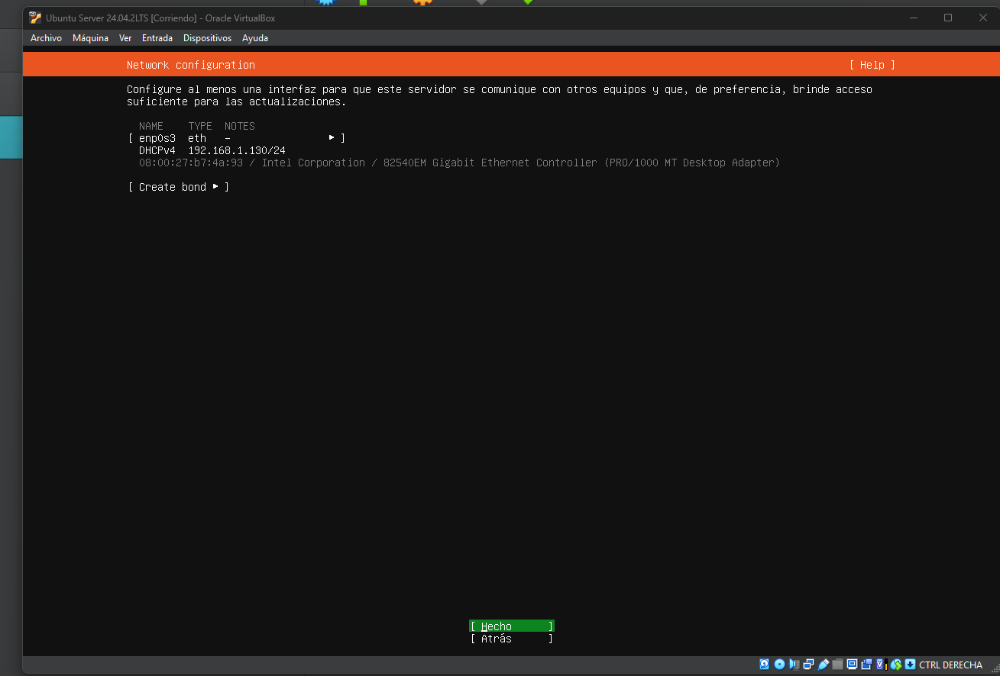 Ubuntu Server 24.04.2LTS [Corriendo] - Oracle VirtualBox
Archivo Máquina Ver Entrada Dispositivos Ayuda
Network configuration [ Help ]
Configure al menos una interfaz para que este servidor se comunique con otros equipos y que, de preferencia, brinde acceso
suficiente para las actualizaciones.
NAME TYPE NOTES
[ enp0s3 eth - ▸ ]
DHCPv4 192.168.1.130/24
08:00:27:b7:4a:93 / Intel Corporation / 82540EM Gigabit Ethernet Controller (PRO/1000 MT Desktop Adapter)
[ Create bond ▸ ]
[ Hecho ]
[ Atrás ]
CTRL DERECHA